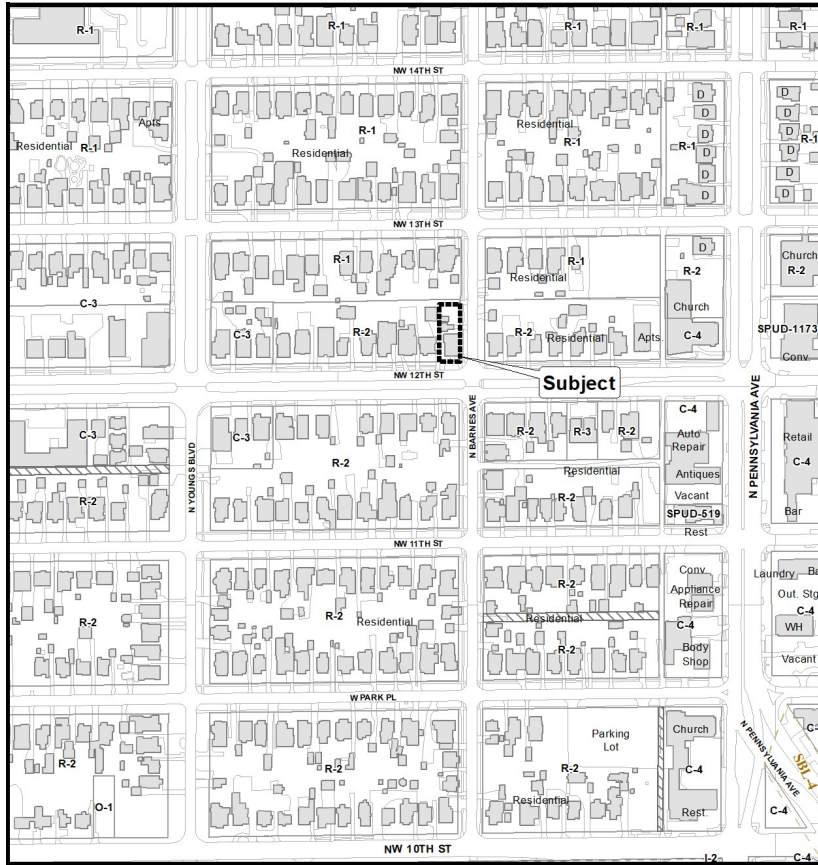 R-1
R-1
R-1
R-1
R-1
NW 14TH ST
Apts.
Residential
R-1
R-1
Residential
Residential
R-1
R-1
D
D
D
D
D
D
D
D
D
D
D
D
R-1
NW 13TH ST
R-1
R-1
Residential
D
R-2
Church
R-2
C-3
Church
C-3
R-2
R-2
Residential
Apts.
C-4
SPUD-1173
Conv.
NW 12TH ST
Subject
N YOUNGS BLVD
N BARNES AVE
N PENNSYLVANIA AVE
C-3
C-3
R-2
R-2
R-3
R-2
C-4
Auto
Repair
Retail
C-4
Residential
Antiques
R-2
R-2
Vacant
SPUD-519
Bar
Rest
NW 11TH ST
R-2
R-2
Residential
R-2
Residential
R-2
Conv
Appliance
Repair
C-4
Body
Shop
Laundry
Ba
Out. Stg
C-4
WH
Vacant
W PARK PL
R-2
O-1
R-2
Parking
Lot
R-2
Residential
Church
C-4
Rest.
N PENNSYLVANIA AVE
SBL-4
C-
C-4
NW 10TH ST
I-2
C-4